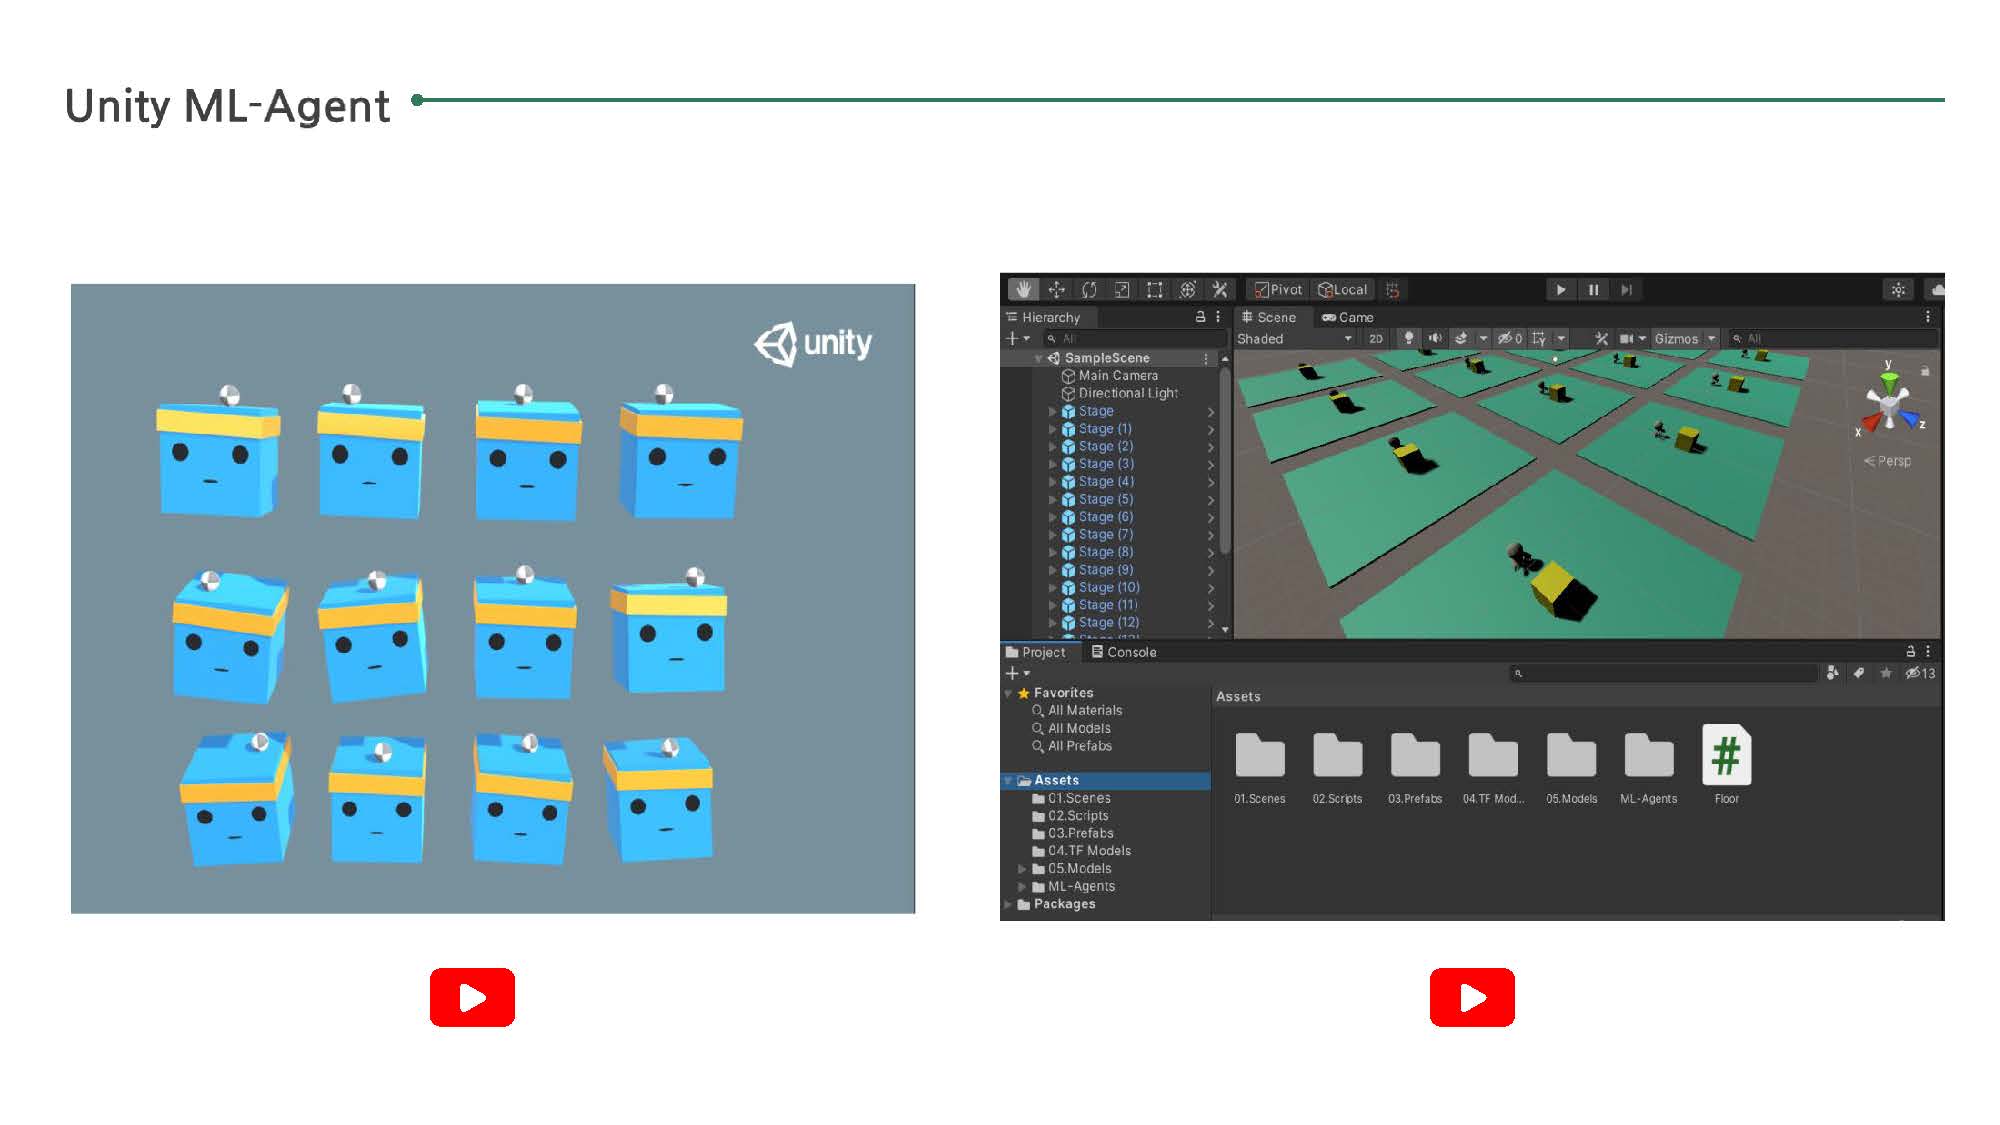 Unity ML-Agent
unity
Pivot Local
Hierarchy
All
SampleScene
Main Camera
Directional Light
Stage
Stage (1)
Stage (2)
Stage (3)
Stage (4)
Stage (5)
Stage (6)
Stage (7)
Stage (8)
Stage (9)
Stage (10)
Stage (11)
Stage (12)
Scene Game
Shaded 2D 0 Gizmos All
y
x
z
Persp
Project Console
13
Favorites
All Materials
All Models
All Prefabs
Assets
01.Scenes
02.Scripts
03.Prefabs
04.TF Models
05.Models
ML-Agents
Packages
Assets
01.Scenes 02.Scripts 03.Prefabs 04.TF Mod... 05.Models ML-Agents Floor